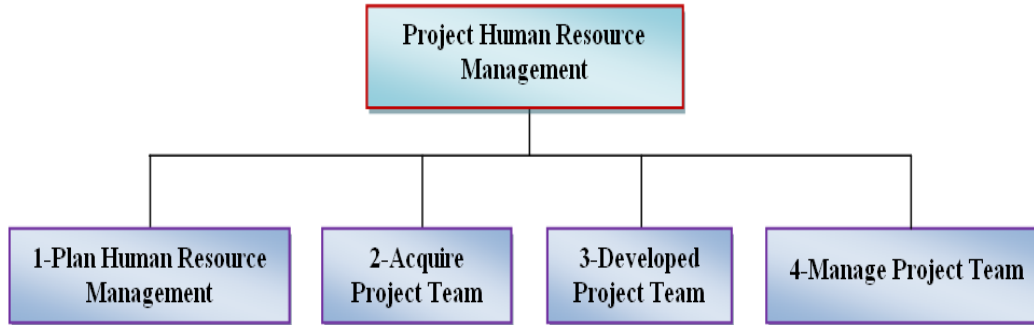 Project Human Resource
Management
1-Plan Human Resource
Management
2-Acquire
Project Team
3-Developed
Project Team
4-Manage Project Team